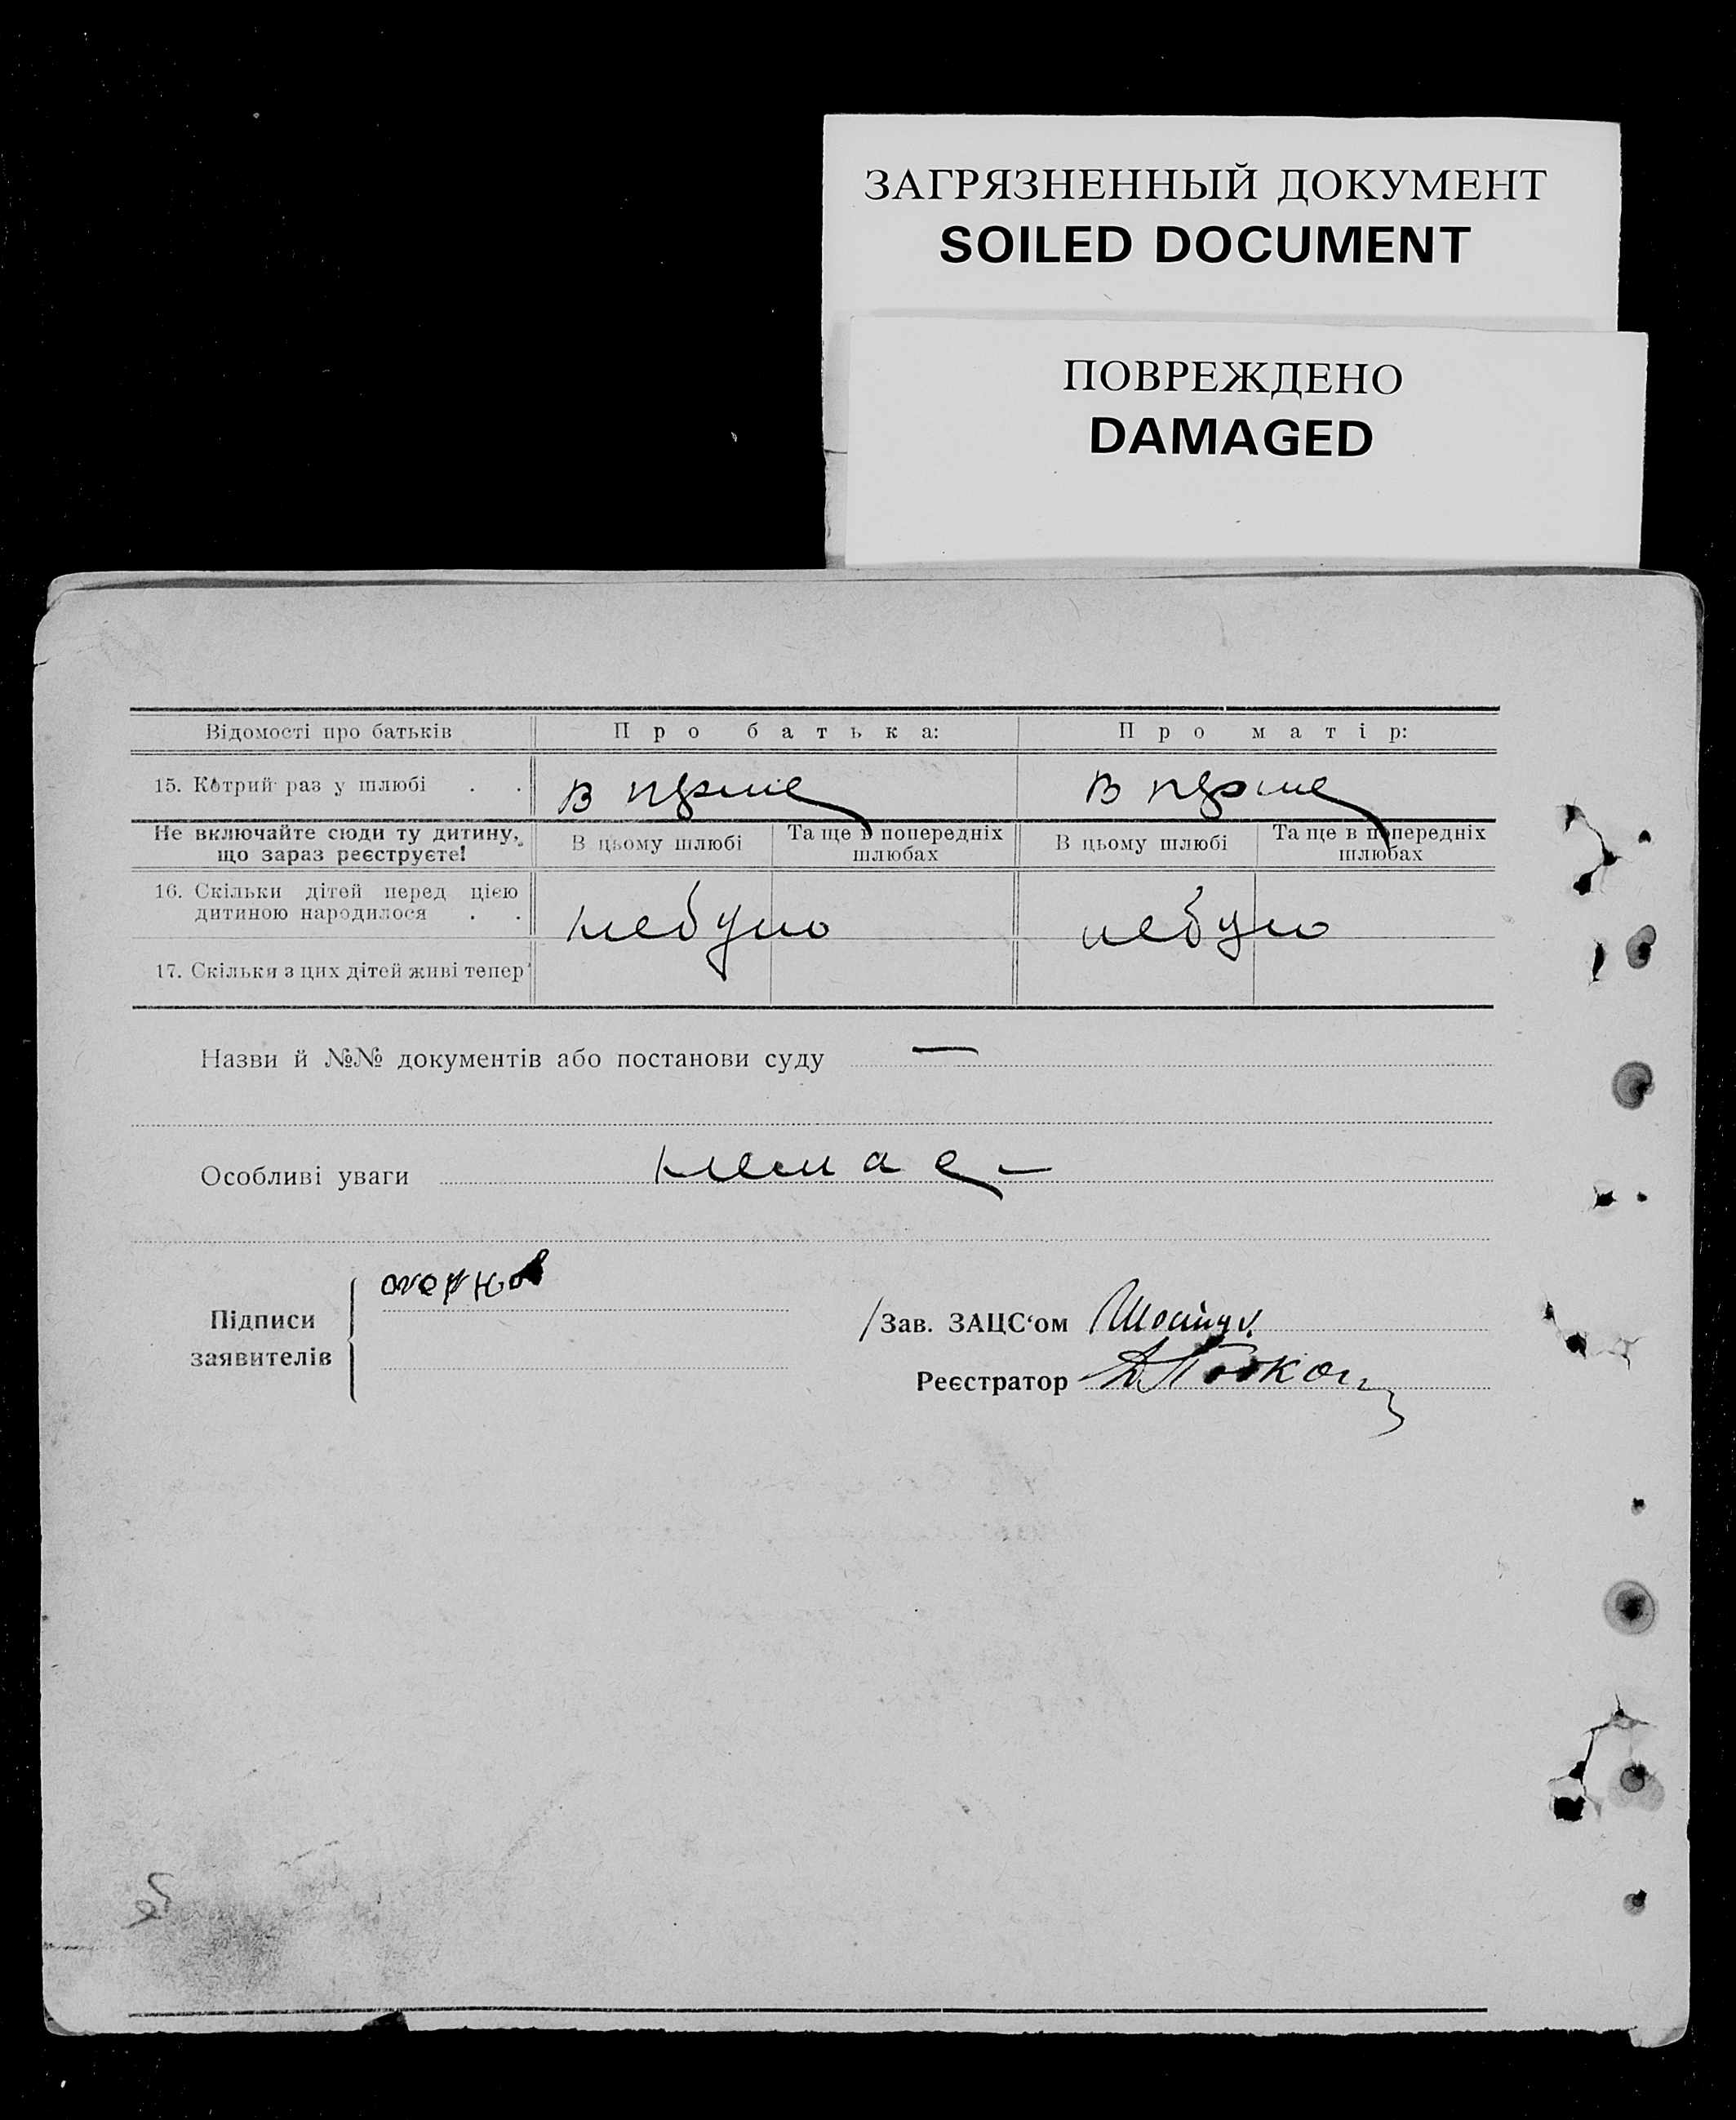 ЗАГРЯЗНЕННЫЙ ДОКУМЕНТ
SOILED DOCUMENT
ПОВРЕЖДЕНО
DAMAGED
Відомості про батьків Про батька: Про матір:
15. Котрий раз у шлюбі . . в перше в перше
Не включайте сюди ту дитину, що зараз реєструєте! В цьому шлюбі Та ще в попередніх шлюбах В цьому шлюбі Та ще в попередніх шлюбах
16. Скільки дітей перед цією
дитиною народилося . . небуло небуло
17. Скільки з цих дітей живі тепер
Назви й №№ документів або постанови суду —
Особливі уваги немає —
Підписи
заявителів
/Зав. ЗАЦС‘ом
Реєстратор